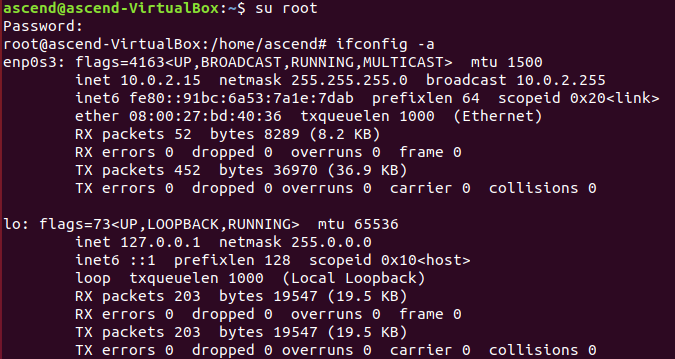 ascend@ascend-VirtualBox:~$ su root
Password:
root@ascend-VirtualBox:/home/ascend# ifconfig -a
enp0s3: flags=4163<UP,BROADCAST,RUNNING,MULTICAST>  mtu 1500
        inet 10.0.2.15  netmask 255.255.255.0  broadcast 10.0.2.255
        inet6 fe80::91bc:6a53:7a1e:7dab  prefixlen 64  scopeid 0x20<link>
        ether 08:00:27:bd:40:36  txqueuelen 1000  (Ethernet)
        RX packets 52  bytes 8289 (8.2 KB)
        RX errors 0  dropped 0  overruns 0  frame 0
        TX packets 452  bytes 36970 (36.9 KB)
        TX errors 0  dropped 0 overruns 0  carrier 0  collisions 0

lo: flags=73<UP,LOOPBACK,RUNNING>  mtu 65536
        inet 127.0.0.1  netmask 255.0.0.0
        inet6 ::1  prefixlen 128  scopeid 0x10<host>
        loop  txqueuelen 1000  (Local Loopback)
        RX packets 203  bytes 19547 (19.5 KB)
        RX errors 0  dropped 0  overruns 0  frame 0
        TX packets 203  bytes 19547 (19.5 KB)
        TX errors 0  dropped 0 overruns 0  carrier 0  collisions 0